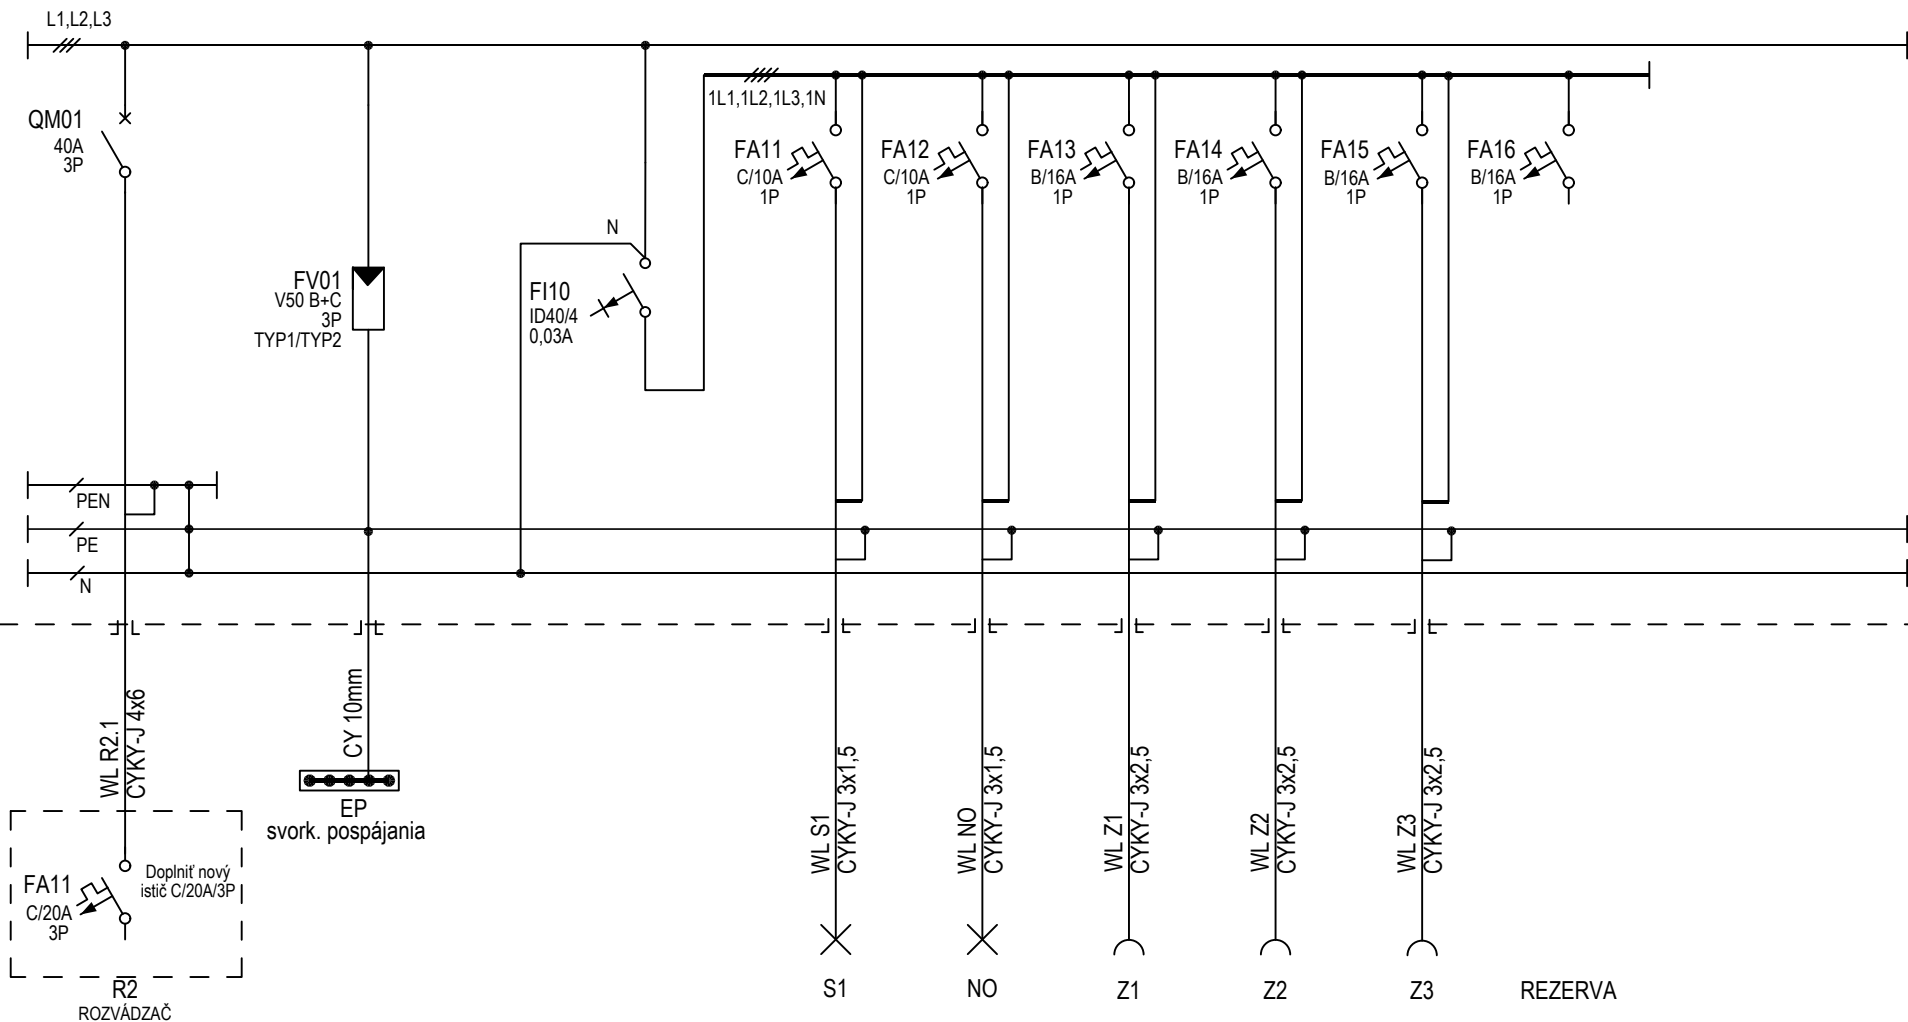 L1,L2,L3
QM01
40A
3P
FV01
V50 B+C
3P
TYP1/TYP2
N
FI10
ID40/4
0,03A
1L1,1L2,1L3,1N
FA11
C/10A
1P
FA12
C/10A
1P
FA13
B/16A
1P
FA14
B/16A
1P
FA15
B/16A
1P
FA16
B/16A
1P
PEN
PE
N
WL R2.1
CYKY-J 4x6
CY 10mm
EP
svork. pospájania
WL S1
CYKY-J 3x1,5
WL NO
CYKY-J 3x1,5
WL Z1
CYKY-J 3x2,5
WL Z2
CYKY-J 3x2,5
WL Z3
CYKY-J 3x2,5
FA11
C/20A
3P
Doplniť nový
istič C/20A/3P
R2
ROZVÁDZAČ
S1
NO
Z1
Z2
Z3
REZERVA